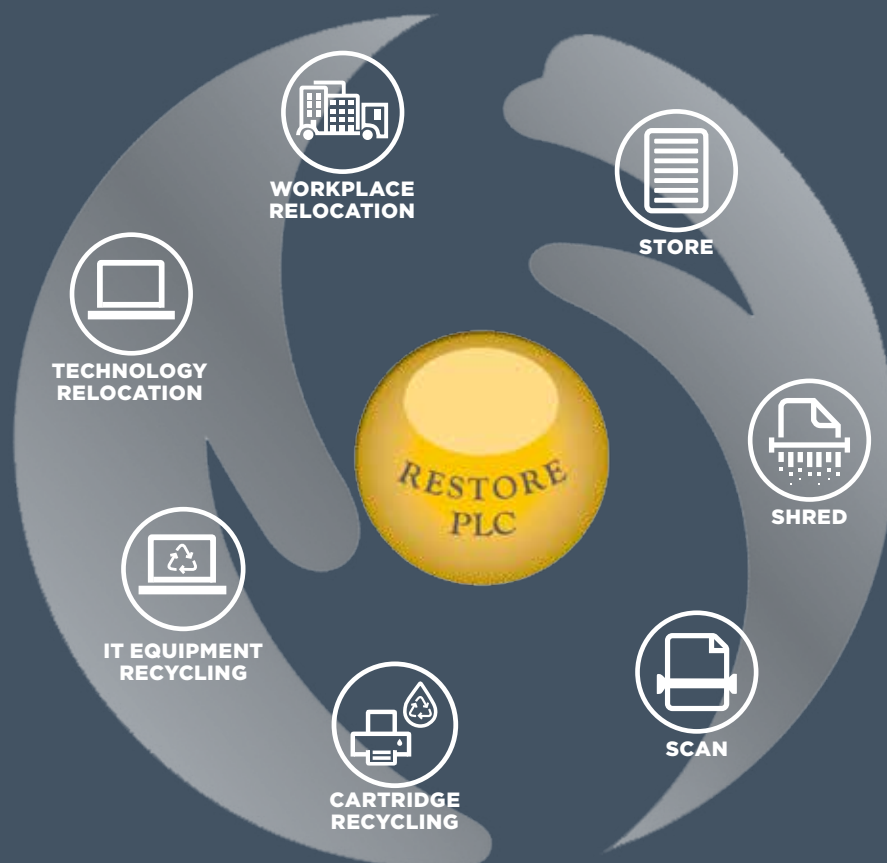 WORKPLACE
RELOCATION
STORE
TECHNOLOGY
RELOCATION
RESTORE
PLC
SHRED
IT EQUIPMENT
RECYCLING
SCAN
CARTRIDGE
RECYCLING